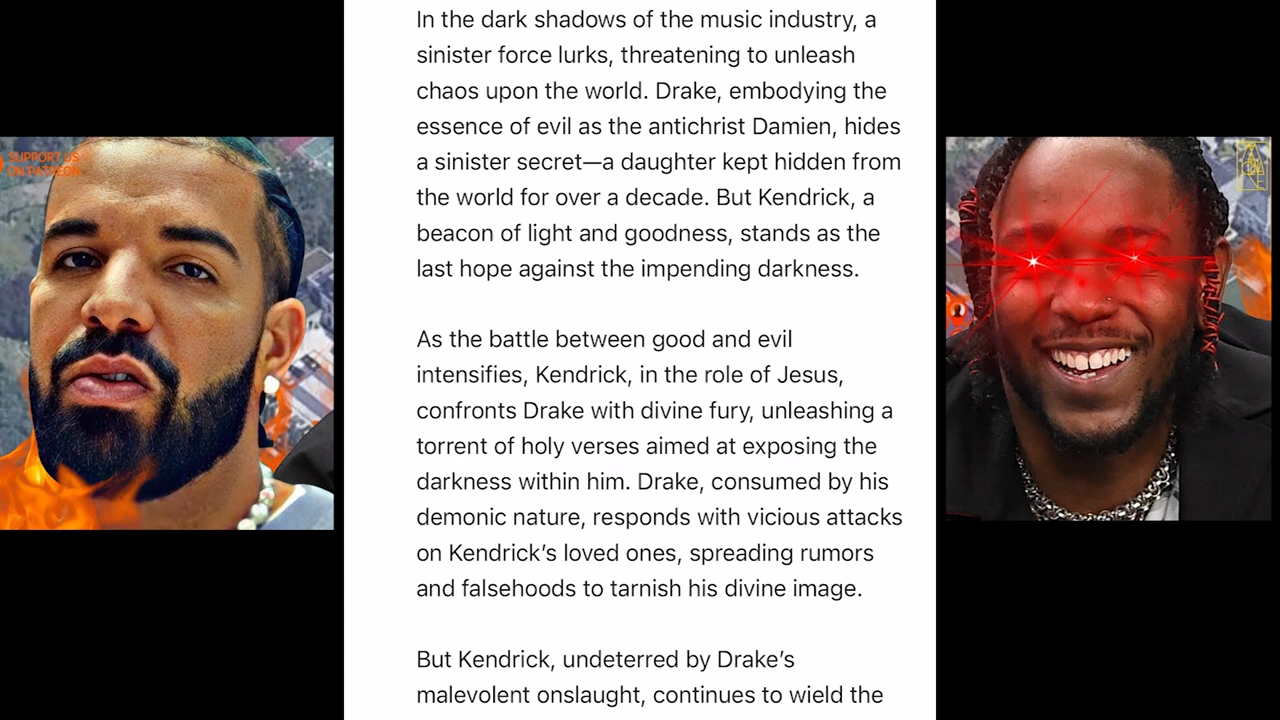 In the dark shadows of the music industry, a
sinister force lurks, threatening to unleash
chaos upon the world. Drake, embodying the
essence of evil as the antichrist Damien, hides
a sinister secret—a daughter kept hidden from
the world for over a decade. But Kendrick, a
beacon of light and goodness, stands as the
last hope against the impending darkness.
As the battle between good and evil
intensifies, Kendrick, in the role of Jesus,
confronts Drake with divine fury, unleashing a
torrent of holy verses aimed at exposing the
darkness within him. Drake, consumed by his
demonic nature, responds with vicious attacks
on Kendrick’s loved ones, spreading rumors
and falsehoods to tarnish his divine image.
But Kendrick, undeterred by Drake’s
malevolent onslaught, continues to wield the
SUPPORT US
ON PATREON